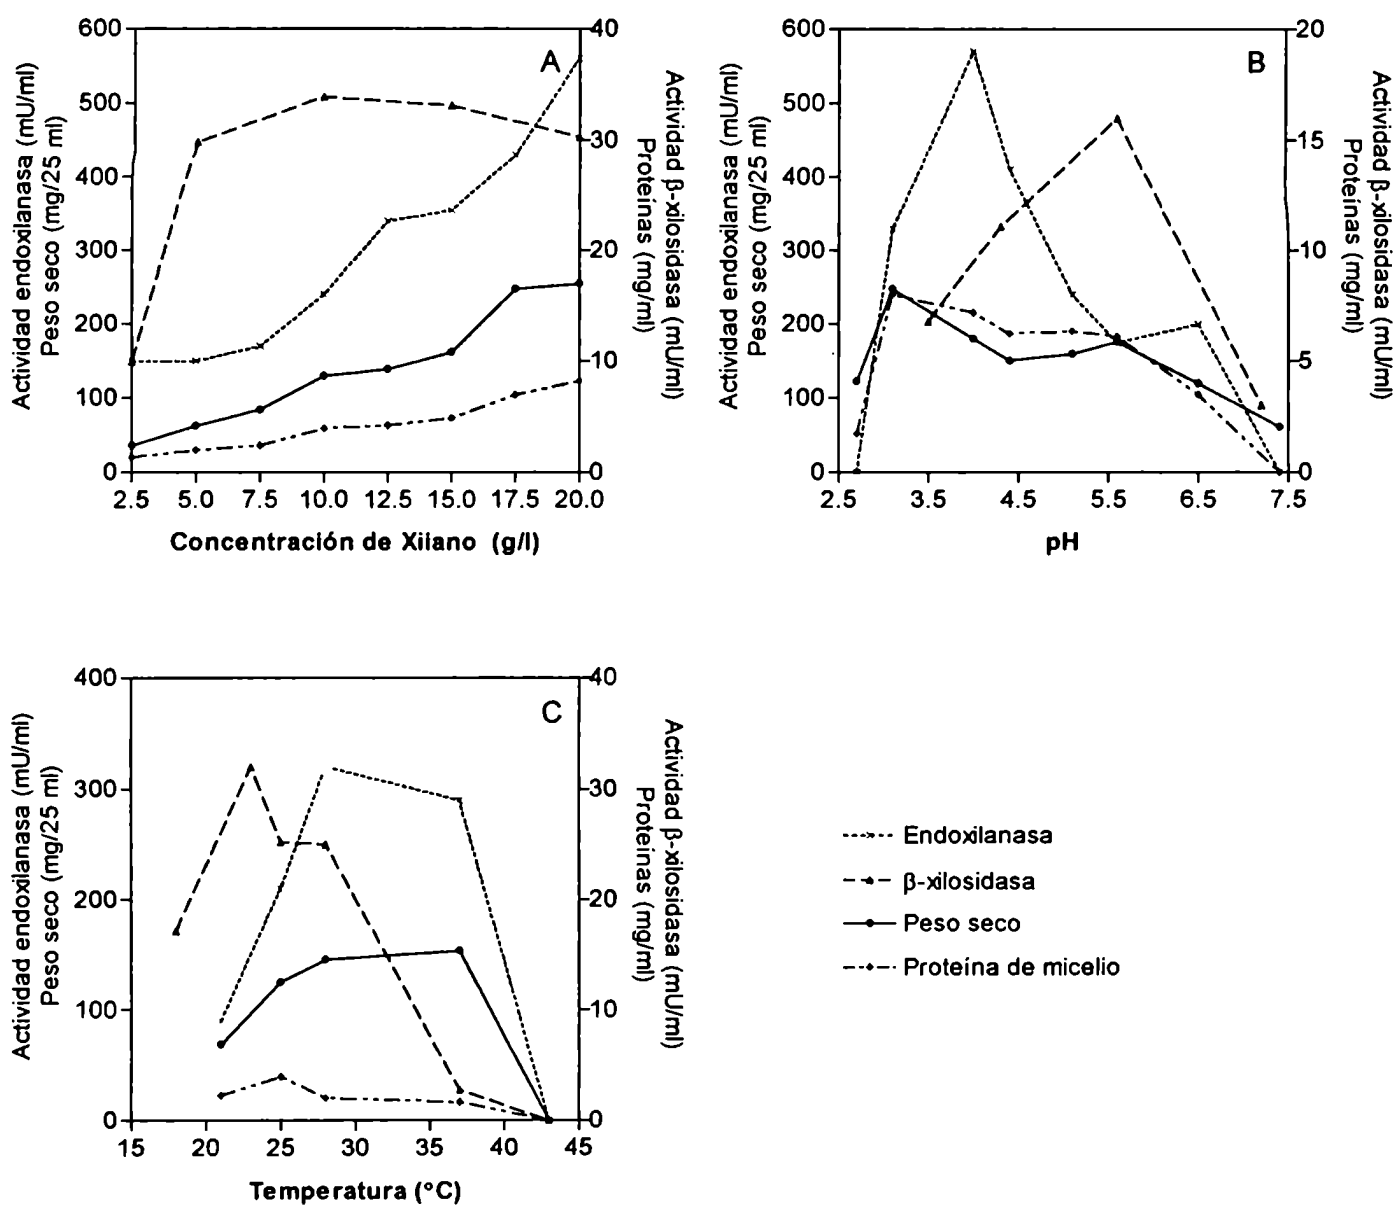 A
600
500
400
300
200
100
0
40
30
20
10
0
2.5 5.0 7.5 10.0 12.5 15.0 17.5 20.0
Actividad endoxilanasa (mU/ml)
Peso seco (mg/25 ml)
Actividad β-xilosidasa (mU/ml)
Proteínas (mg/ml)
Concentración de Xilano (g/l)
B
600
500
400
300
200
100
0
20
15
10
5
0
2.5 3.5 4.5 5.5 6.5 7.5
Actividad endoxilanasa (mU/ml)
Peso seco (mg/25 ml)
Actividad β-xilosidasa (mU/ml)
Proteínas (mg/ml)
pH
C
400
300
200
100
0
40
30
20
10
0
15 20 25 30 35 40 45
Actividad endoxilanasa (mU/ml)
Peso seco (mg/25 ml)
Actividad β-xilosidasa (mU/ml)
Proteínas (mg/ml)
Temperatura (°C)
Endoxilanasa
β-xilosidasa
Peso seco
Proteína de micelio